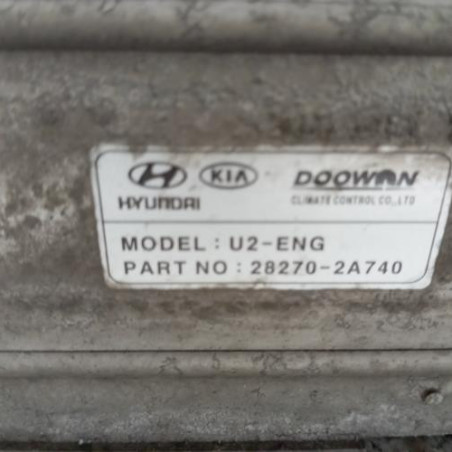 HYUNDAI KIA DOOWON
CLIMATE CONTROL CO.,LTD
MODEL : U2-ENG
PART NO : 28270-2A740